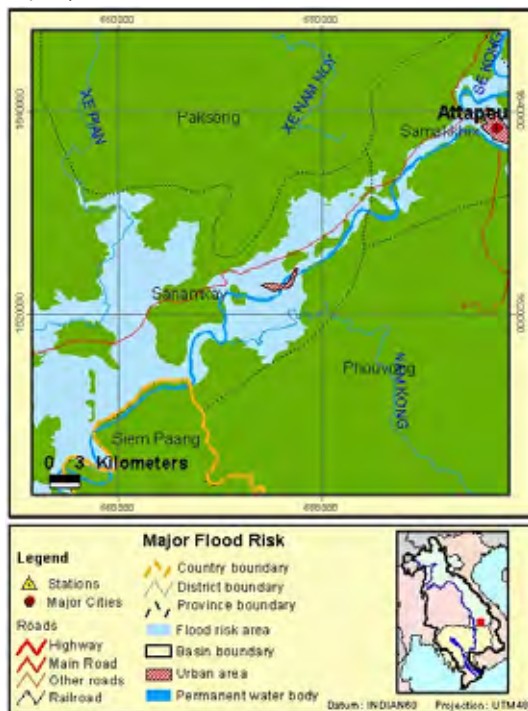 XE PIAN
XE NAM NOY
SE KONG
Paksong
Attapeu
Sanamxay
Phouvong
NAM KONG
Siem Paang
0 3 Kilometers
Legend
Stations
Major Cities
Roads
Highway
Main Road
Other roads
Railroad
Major Flood Risk
Country boundary
District boundary
Province boundary
Flood risk area
Basin boundary
Urban area
Permanent water body
Datum : INDIAN60 Projection: UTM48